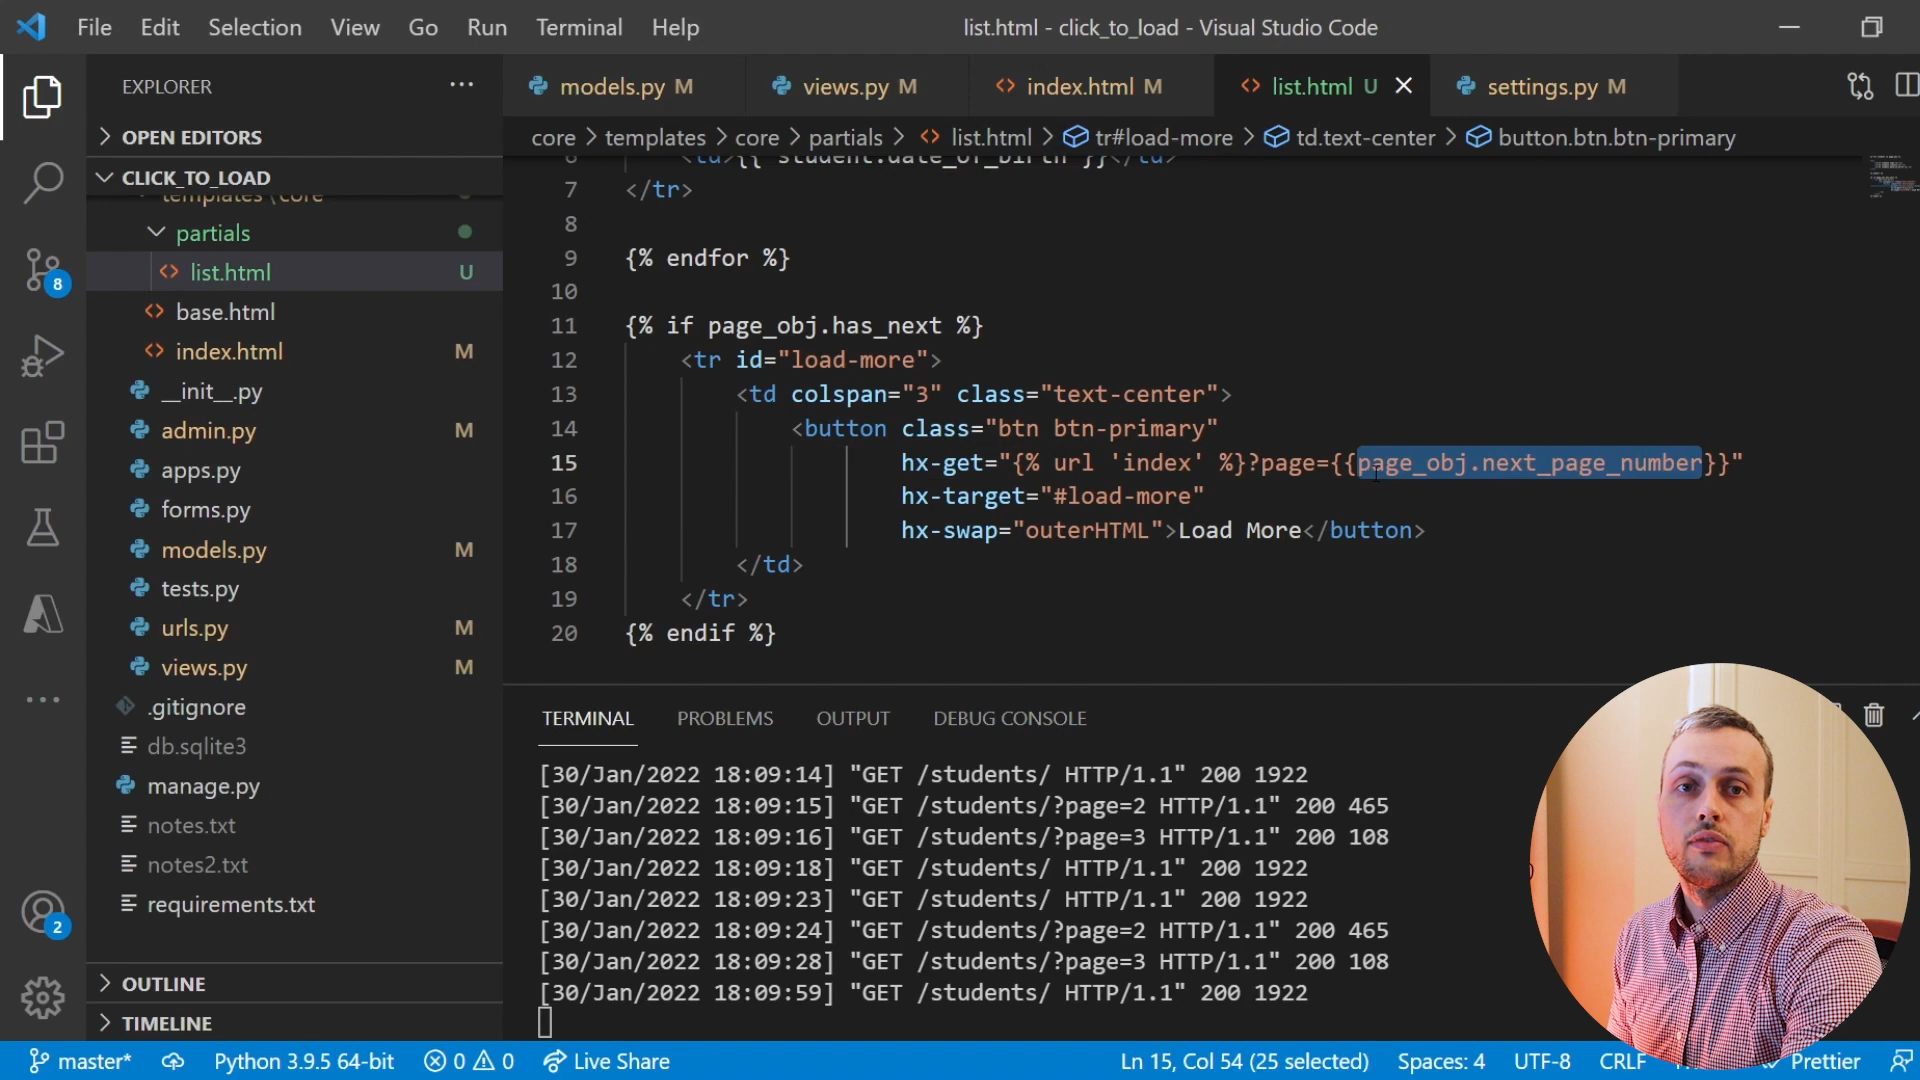 File Edit Selection View Go Run Terminal Help
list.html - click_to_load - Visual Studio Code
EXPLORER
OPEN EDITORS
CLICK_TO_LOAD
templates \core
partials
list.html U
base.html
index.html M
__init__.py
admin.py M
apps.py
forms.py
models.py M
tests.py
urls.py M
views.py M
.gitignore
db.sqlite3
manage.py
notes.txt
notes2.txt
requirements.txt
OUTLINE
TIMELINE
8
2
models.py M views.py M index.html M list.html U settings.py M
core > templates > core > partials > list.html > tr#load-more > td.text-center > button.btn.btn-primary
6 <td>{{ student.date_of_birth }}</td>
7 </tr>
8
9 {% endfor %}
10
11 {% if page_obj.has_next %}
12 <tr id="load-more">
13 <td colspan="3" class="text-center">
14 <button class="btn btn-primary"
15 hx-get="{% url 'index' %}?page={{page_obj.next_page_number}}"
16 hx-target="#load-more"
17 hx-swap="outerHTML">Load More</button>
18 </td>
19 </tr>
20 {% endif %}
TERMINAL PROBLEMS OUTPUT DEBUG CONSOLE
[30/Jan/2022 18:09:14] "GET /students/ HTTP/1.1" 200 1922
[30/Jan/2022 18:09:15] "GET /students/?page=2 HTTP/1.1" 200 465
[30/Jan/2022 18:09:16] "GET /students/?page=3 HTTP/1.1" 200 108
[30/Jan/2022 18:09:18] "GET /students/ HTTP/1.1" 200 1922
[30/Jan/2022 18:09:23] "GET /students/ HTTP/1.1" 200 1922
[30/Jan/2022 18:09:24] "GET /students/?page=2 HTTP/1.1" 200 465
[30/Jan/2022 18:09:28] "GET /students/?page=3 HTTP/1.1" 200 108
[30/Jan/2022 18:09:59] "GET /students/ HTTP/1.1" 200 1922
master* Python 3.9.5 64-bit 0 0 Live Share Ln 15, Col 54 (25 selected) Spaces: 4 UTF-8 CRLF Prettier